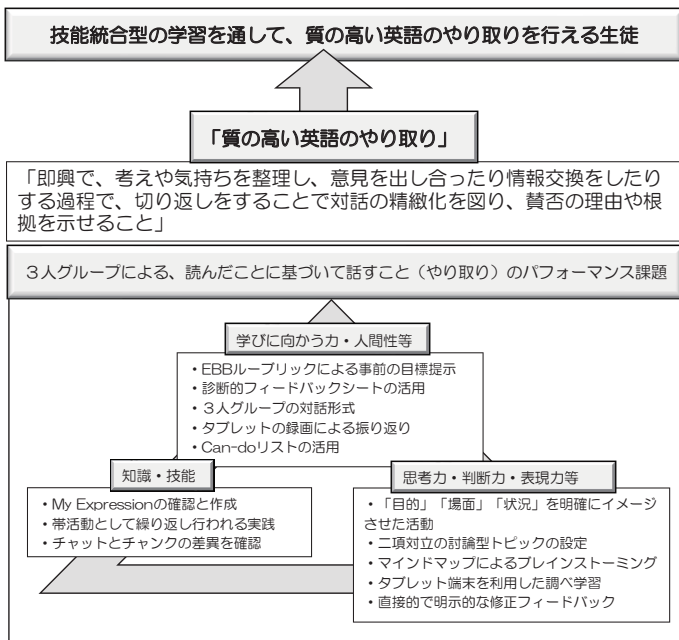 技能統合型の学習を通して、質の高い英語のやり取りを行える生徒
「質の高い英語のやり取り」
「即興で、考えや気持ちを整理し、意見を出し合ったり情報交換をしたり
する過程で、切り返しをすることで対話の精緻化を図り、賛否の理由や根
拠を示せること」
3人グループによる、読んだことに基づいて話すこと（やり取り）のパフォーマンス課題
学びに向かう力・人間性等
・EBBルーブリックによる事前の目標提示
・診断的フィードバックシートの活用
・3人グループの対話形式
・タブレットの録画による振り返り
・Can-doリストの活用
知識・技能
・My Expressionの確認と作成
・帯活動として繰り返し行われる実践
・チャットとチャンクの差異を確認
思考力・判断力・表現力等
・「目的」「場面」「状況」を明確にイメージ
させた活動
・二項対立の討論型トピックの設定
・マインドマップによるブレインストーミング
・タブレット端末を利用した調べ学習
・直接的で明示的な修正フィードバック